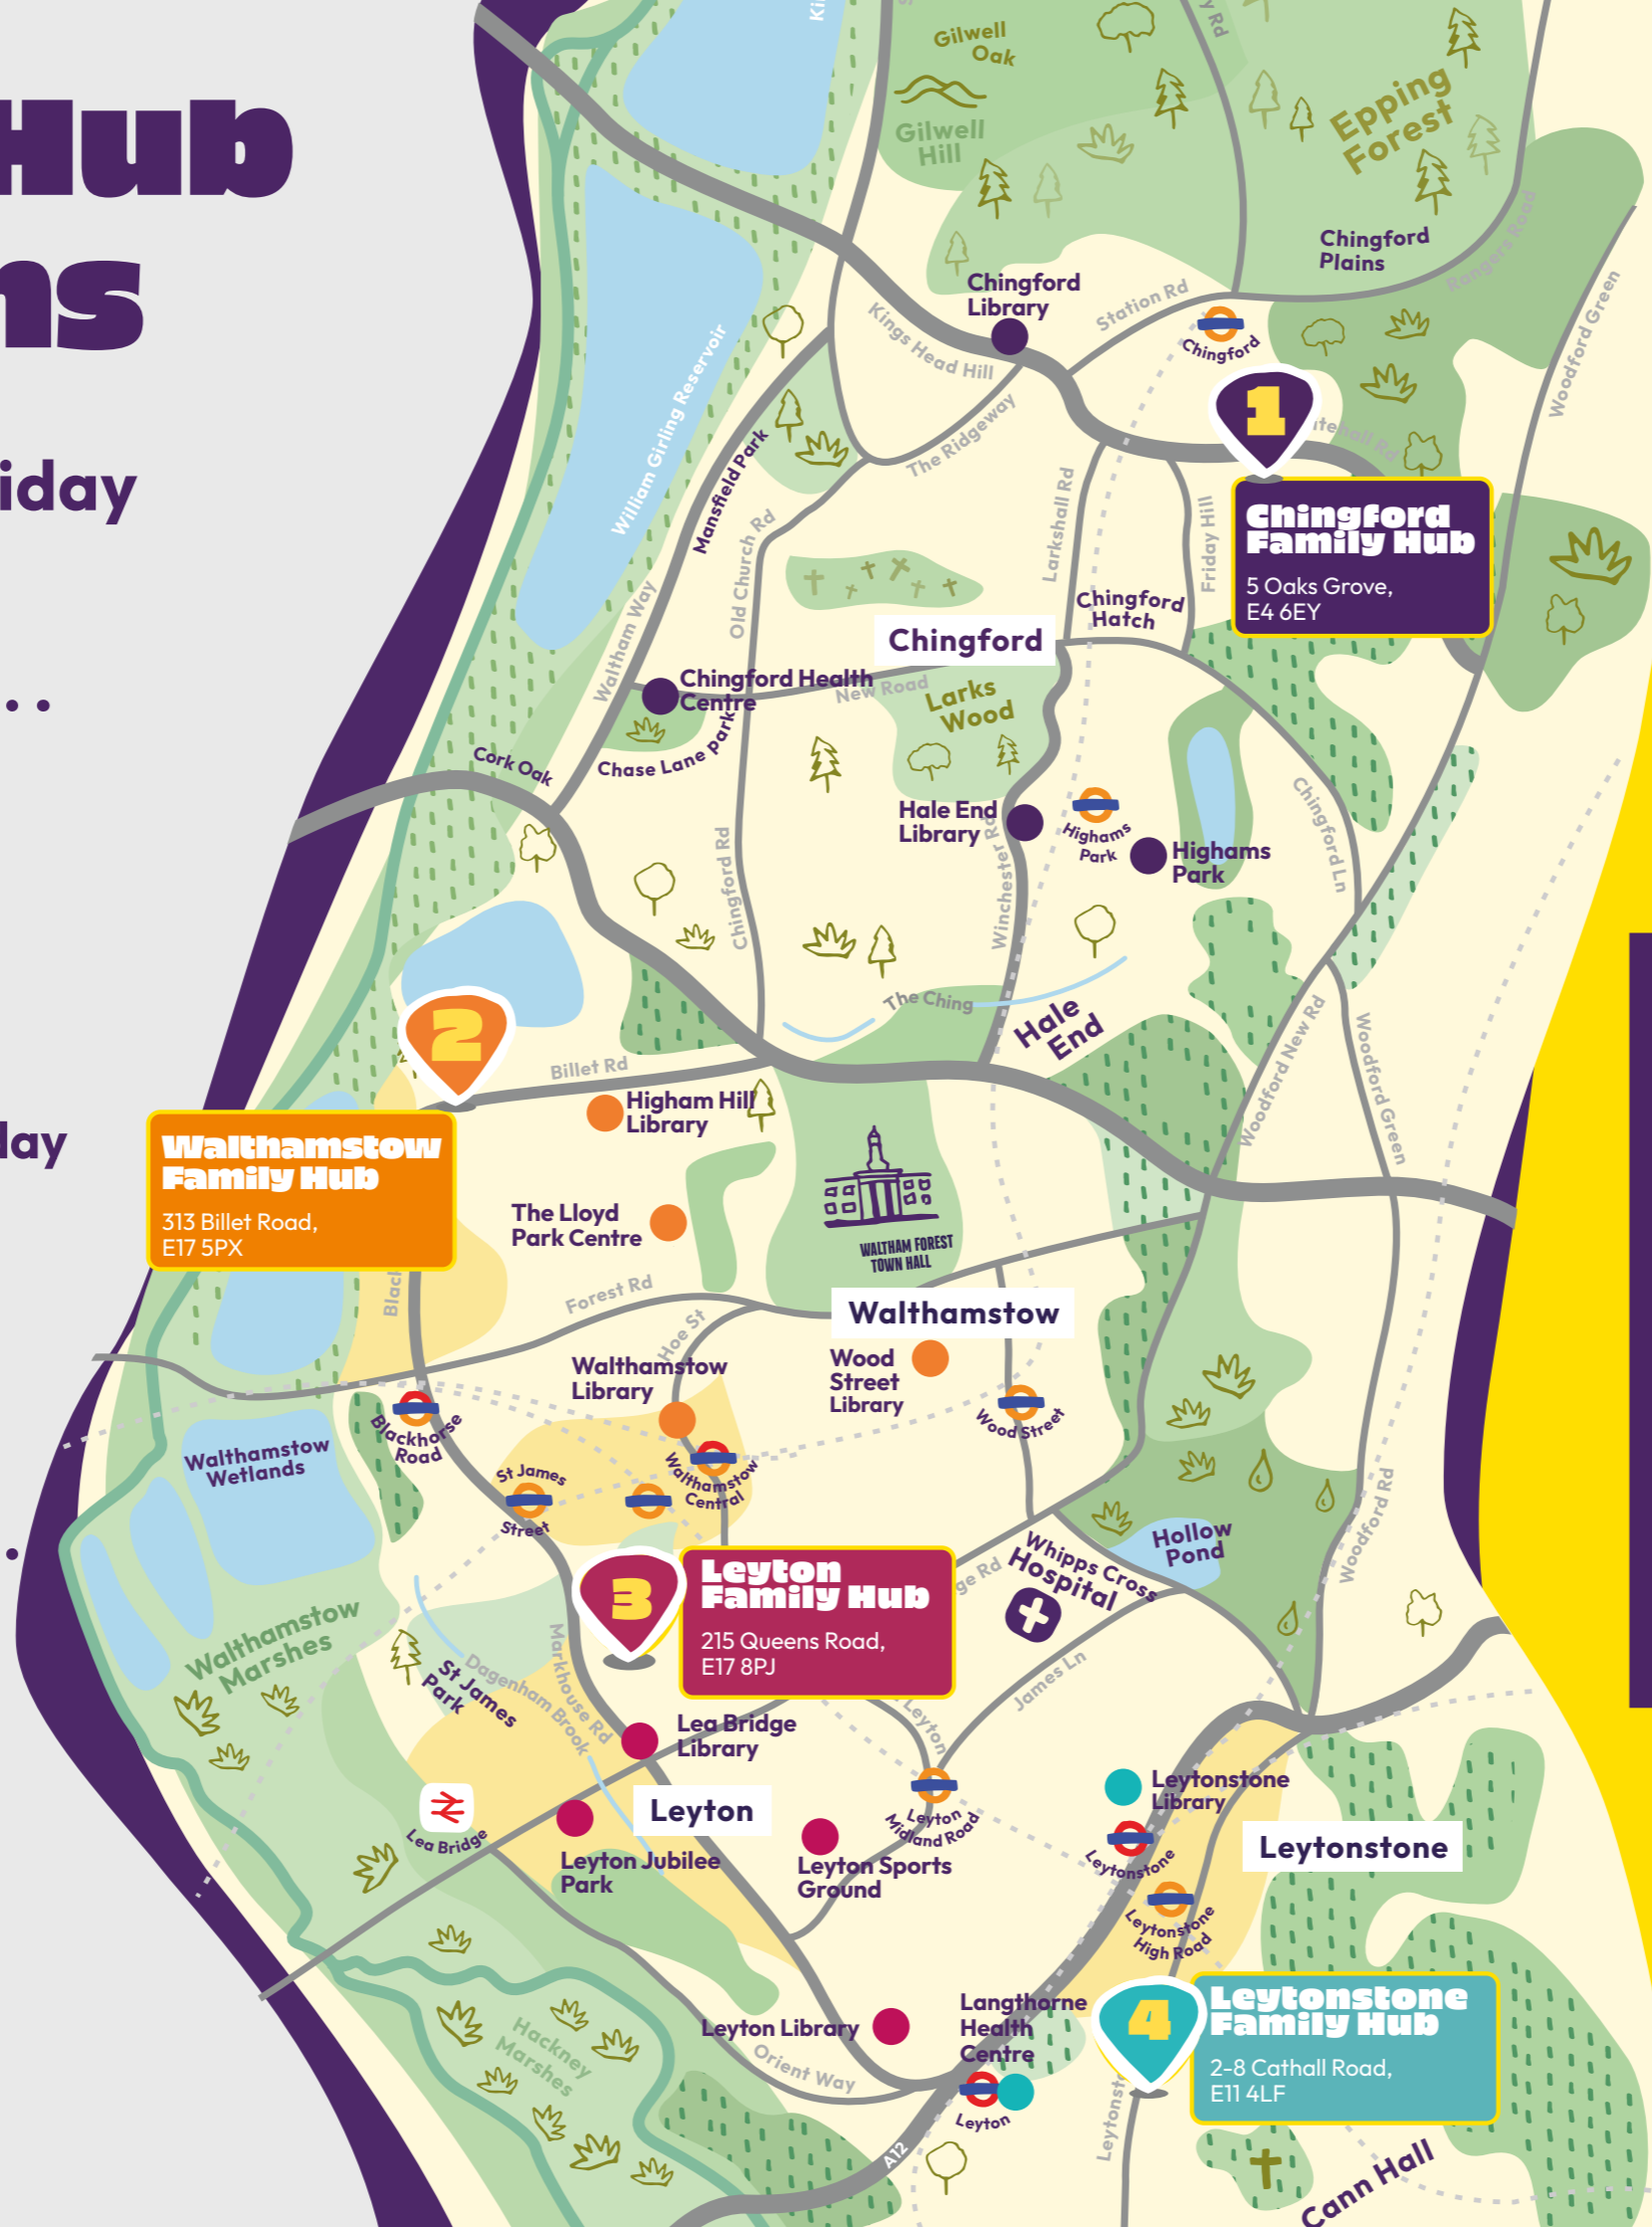 Hub
ns
iday
day
Gilwell
Oak
Gilwell
Hill
Epping
Forest
Chingford
Plains
Rangers Road
Woodford Green
Chingford
Library
Station Rd
Chingford
Kings Head Hill
William Girling Reservoir
The Ridgeway
Mansfield Park
1
Chingford
Family Hub
5 Oaks Grove,
E4 6EY
Old Church Rd
Larkshall Rd
Friday Hill
Chingford
Hatch
Chingford
Waltham Way
Chingford Health
Centre
New Road
Larks
Wood
Chase Lane park
Cork Oak
Hale End
Library
Highams
Park
Highams
Park
Chingford Ln
Chingford Rd
Winchester Rd
The Ching
Hale
End
Woodford New Rd
Woodford Green
2
Billet Rd
Higham Hill
Library
Walthamstow
Family Hub
313 Billet Road,
E17 5PX
The Lloyd
Park Centre
WALTHAM FOREST
TOWN HALL
Black
Forest Rd
Hoe St
Walthamstow
Walthamstow
Library
Wood
Street
Library
Wood Street
Blackhorse
Road
Walthamstow
Wetlands
St James
Street
Walthamstow
Central
Whipps Cross
Hospital
Hollow
Pond
Woodford Rd
ge Rd
3
Leyton
Family Hub
215 Queens Road,
E17 8PJ
Walthamstow
Marshes
St James
Park
Dagenham Brook
Markhouse Rd
James Ln
Leyton
Lea Bridge
Library
Leyton
Lea Bridge
Leyton Jubilee
Park
Leyton Sports
Ground
Leyton
Midland Road
Leytonstone
Library
Leytonstone
Leytonstone
Leytonstone
High Road
Leyton Library
Langthorne
Health
Centre
4
Leytonstone
Family Hub
2-8 Cathall Road,
E11 4LF
Hackney
Marshes
Orient Way
Leyton
Leytonst
A12
Cann Hall